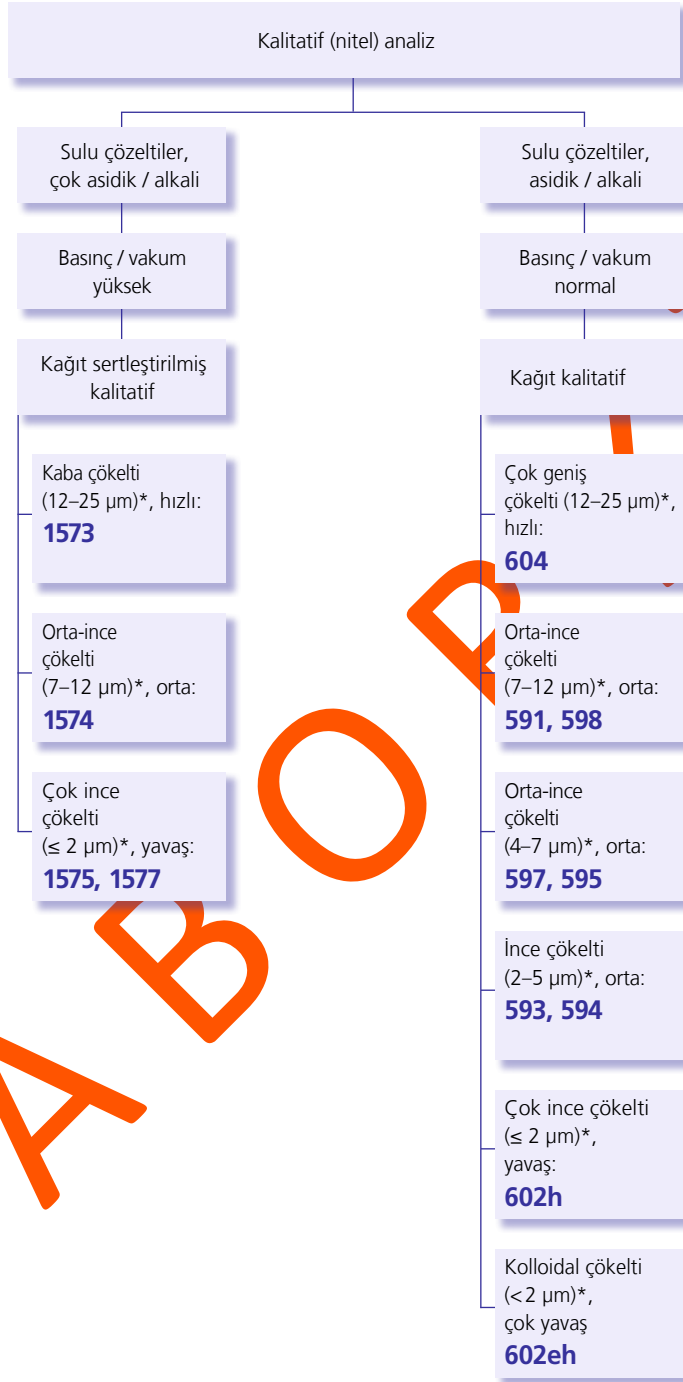 Kalitatif (nitel) analiz
Sulu çözeltiler,
çok asidik / alkali
Basınç / vakum
yüksek
Kağıt sertleştirilmiş
kalitatif
Kaba çökelti
(12–25 µm)*, hızlı:
1573
Orta-ince
çökelti
(7–12 µm)*, orta:
1574
Çok ince
çökelti
(≤ 2 µm)*, yavaş:
1575, 1577
Sulu çözeltiler,
asidik / alkali
Basınç / vakum
normal
Kağıt kalitatif
Çok geniş
çökelti (12–25 µm)*,
hızlı:
604
Orta-ince
çökelti
(7–12 µm)*, orta:
591, 598
Orta-ince
çökelti
(4–7 µm)*, orta:
597, 595
İnce çökelti
(2–5 µm)*, orta:
593, 594
Çok ince çökelti
(≤ 2 µm)*,
yavaş:
602h
Kolloidal çökelti
(<2 µm)*,
çok yavaş
602eh